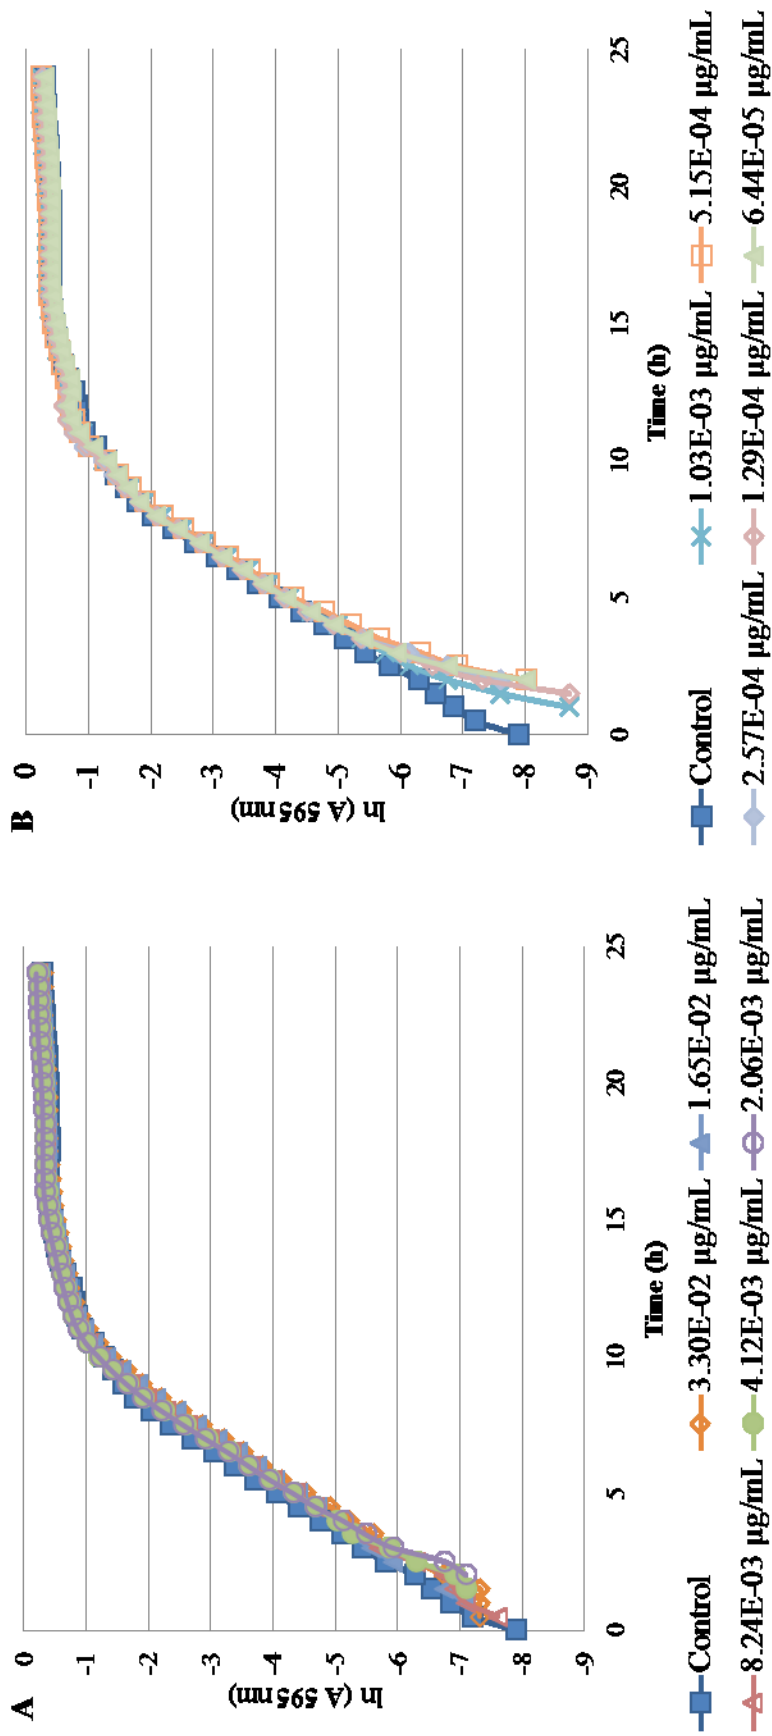 A
0
-1
-2
-3
-4
-5
-6
-7
-8
-9
ln (A 595 nm)
0 5 10 15 20 25
Time (h)
Control 3.30E-02 µg/mL 1.65E-02 µg/mL
8.24E-03 µg/mL 4.12E-03 µg/mL 2.06E-03 µg/mL
B
0
-1
-2
-3
-4
-5
-6
-7
-8
-9
ln (A 595 nm)
0 5 10 15 20 25
Time (h)
Control 1.03E-03 µg/mL 5.15E-04 µg/mL
2.57E-04 µg/mL 1.29E-04 µg/mL 6.44E-05 µg/mL